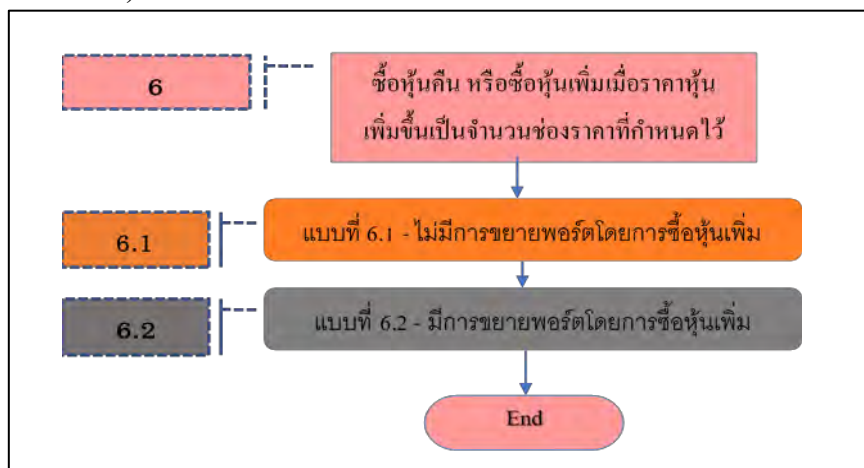 6
ซื้อหุ้นคืน หรือซื้อหุ้นเพิ่มเมื่อราคาหุ้น
เพิ่มขึ้นเป็นจำนวนช่องราคาที่กำหนดไว้
6.1
แบบที่ 6.1 - ไม่มีการขยายพอร์ตโดยการซื้อหุ้นเพิ่ม
6.2
แบบที่ 6.2 - มีการขยายพอร์ตโดยการซื้อหุ้นเพิ่ม
End